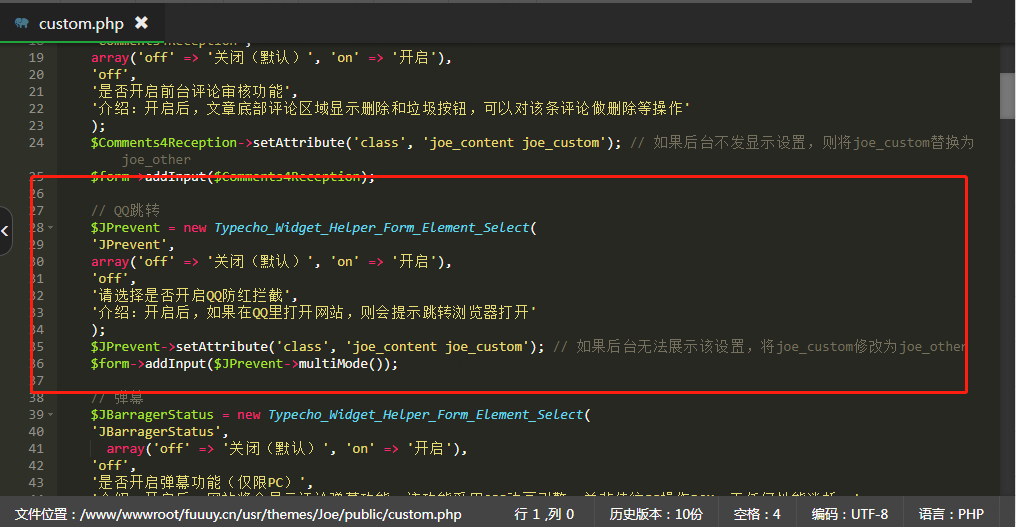 custom.php
19 array('off' => '关闭（默认）', 'on' => '开启'),
20 'off',
21 '是否开启前台评论审核功能',
22 '介绍：开启后，文章底部评论区域显示删除和垃圾按钮，可以对该条评论做删除等操作'
23 );
24 $Comments4Reception->setAttribute('class', 'joe_content joe_custom'); // 如果后台不发显示设置，则将joe_custom替换为
joe_other
25 $form->addInput($Comments4Reception);
26
27 // QQ跳转
28 $JPrevent = new Typecho_Widget_Helper_Form_Element_Select(
29 'JPrevent',
30 array('off' => '关闭（默认）', 'on' => '开启'),
31 'off',
32 '请选择是否开启QQ防红拦截',
33 '介绍：开启后，如果在QQ里打开网站，则会提示跳转浏览器打开'
34 );
35 $JPrevent->setAttribute('class', 'joe_content joe_custom'); // 如果后台无法展示该设置，将joe_custom修改为joe_other
36 $form->addInput($JPrevent->multiMode());
37
38 // 弹幕
39 $JBarragerStatus = new Typecho_Widget_Helper_Form_Element_Select(
40 'JBarragerStatus',
41 array('off' => '关闭（默认）', 'on' => '开启'),
42 'off',
43 '是否开启弹幕功能（仅限PC）',
文件位置：/www/wwwroot/fuuuy.cn/usr/themes/Joe/public/custom.php 行 1 ,列 0 历史版本：10份 空格：4 编码：UTF-8 语言：PHP